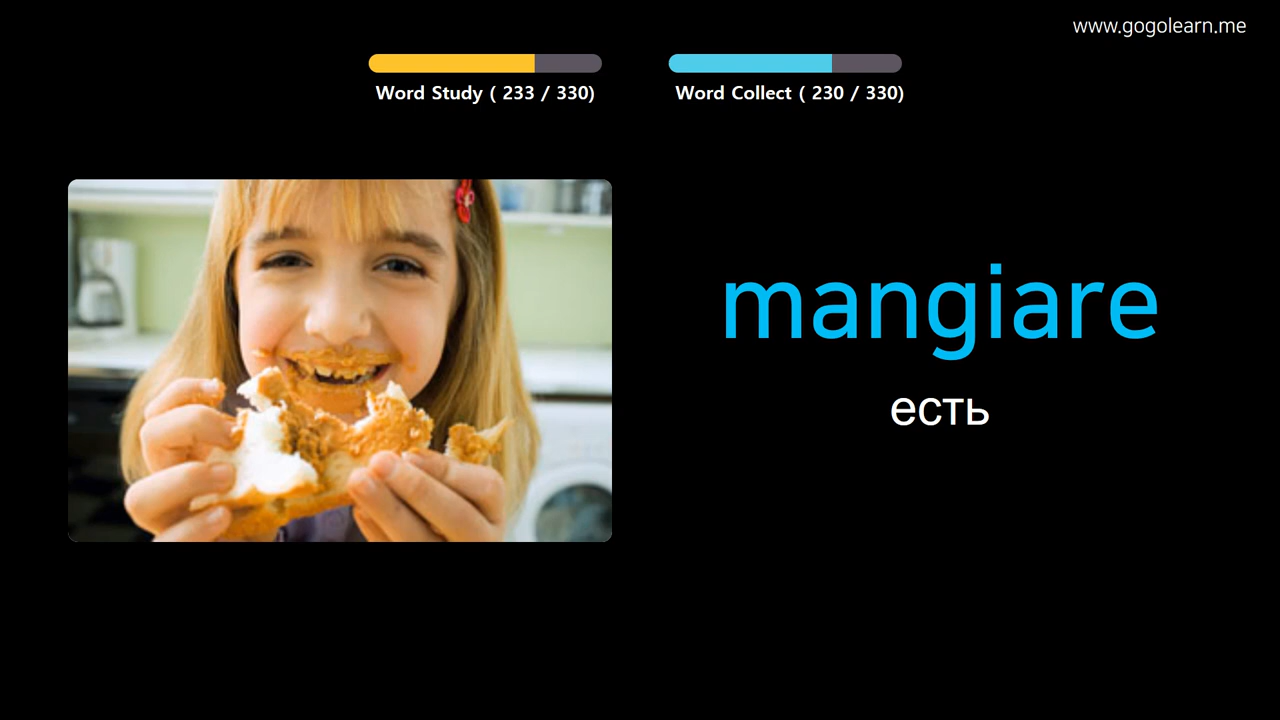 www.gogolearn.me
Word Study ( 233 / 330)
Word Collect ( 230 / 330)
mangiare
есть